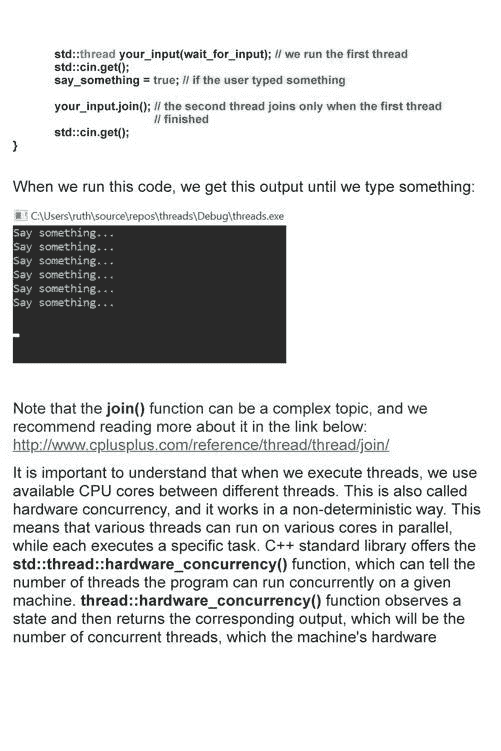 std::thread your_input(wait_for_input); // we run the first thread
std::cin.get();
say_something = true; // if the user typed something
your_input.join(); // the second thread joins only when the first thread
// finished
std::cin.get();
}
When we run this code, we get this output until we type something:
C:\Users\ruth\source\repos\threads\Debug\threads.exe
Say something...
Say something...
Say something...
Say something...
Say something...
Say something...
Note that the join() function can be a complex topic, and we
recommend reading more about it in the link below:
http://www.cplusplus.com/reference/thread/thread/join/
It is important to understand that when we execute threads, we use
available CPU cores between different threads. This is also called
hardware concurrency, and it works in a non-deterministic way. This
means that various threads can run on various cores in parallel,
while each executes a specific task. C++ standard library offers the
std::thread::hardware_concurrency() function, which can tell the
number of threads the program can run concurrently on a given
machine. thread::hardware_concurrency() function observes a
state and then returns the corresponding output, which will be the
number of concurrent threads, which the machine's hardware